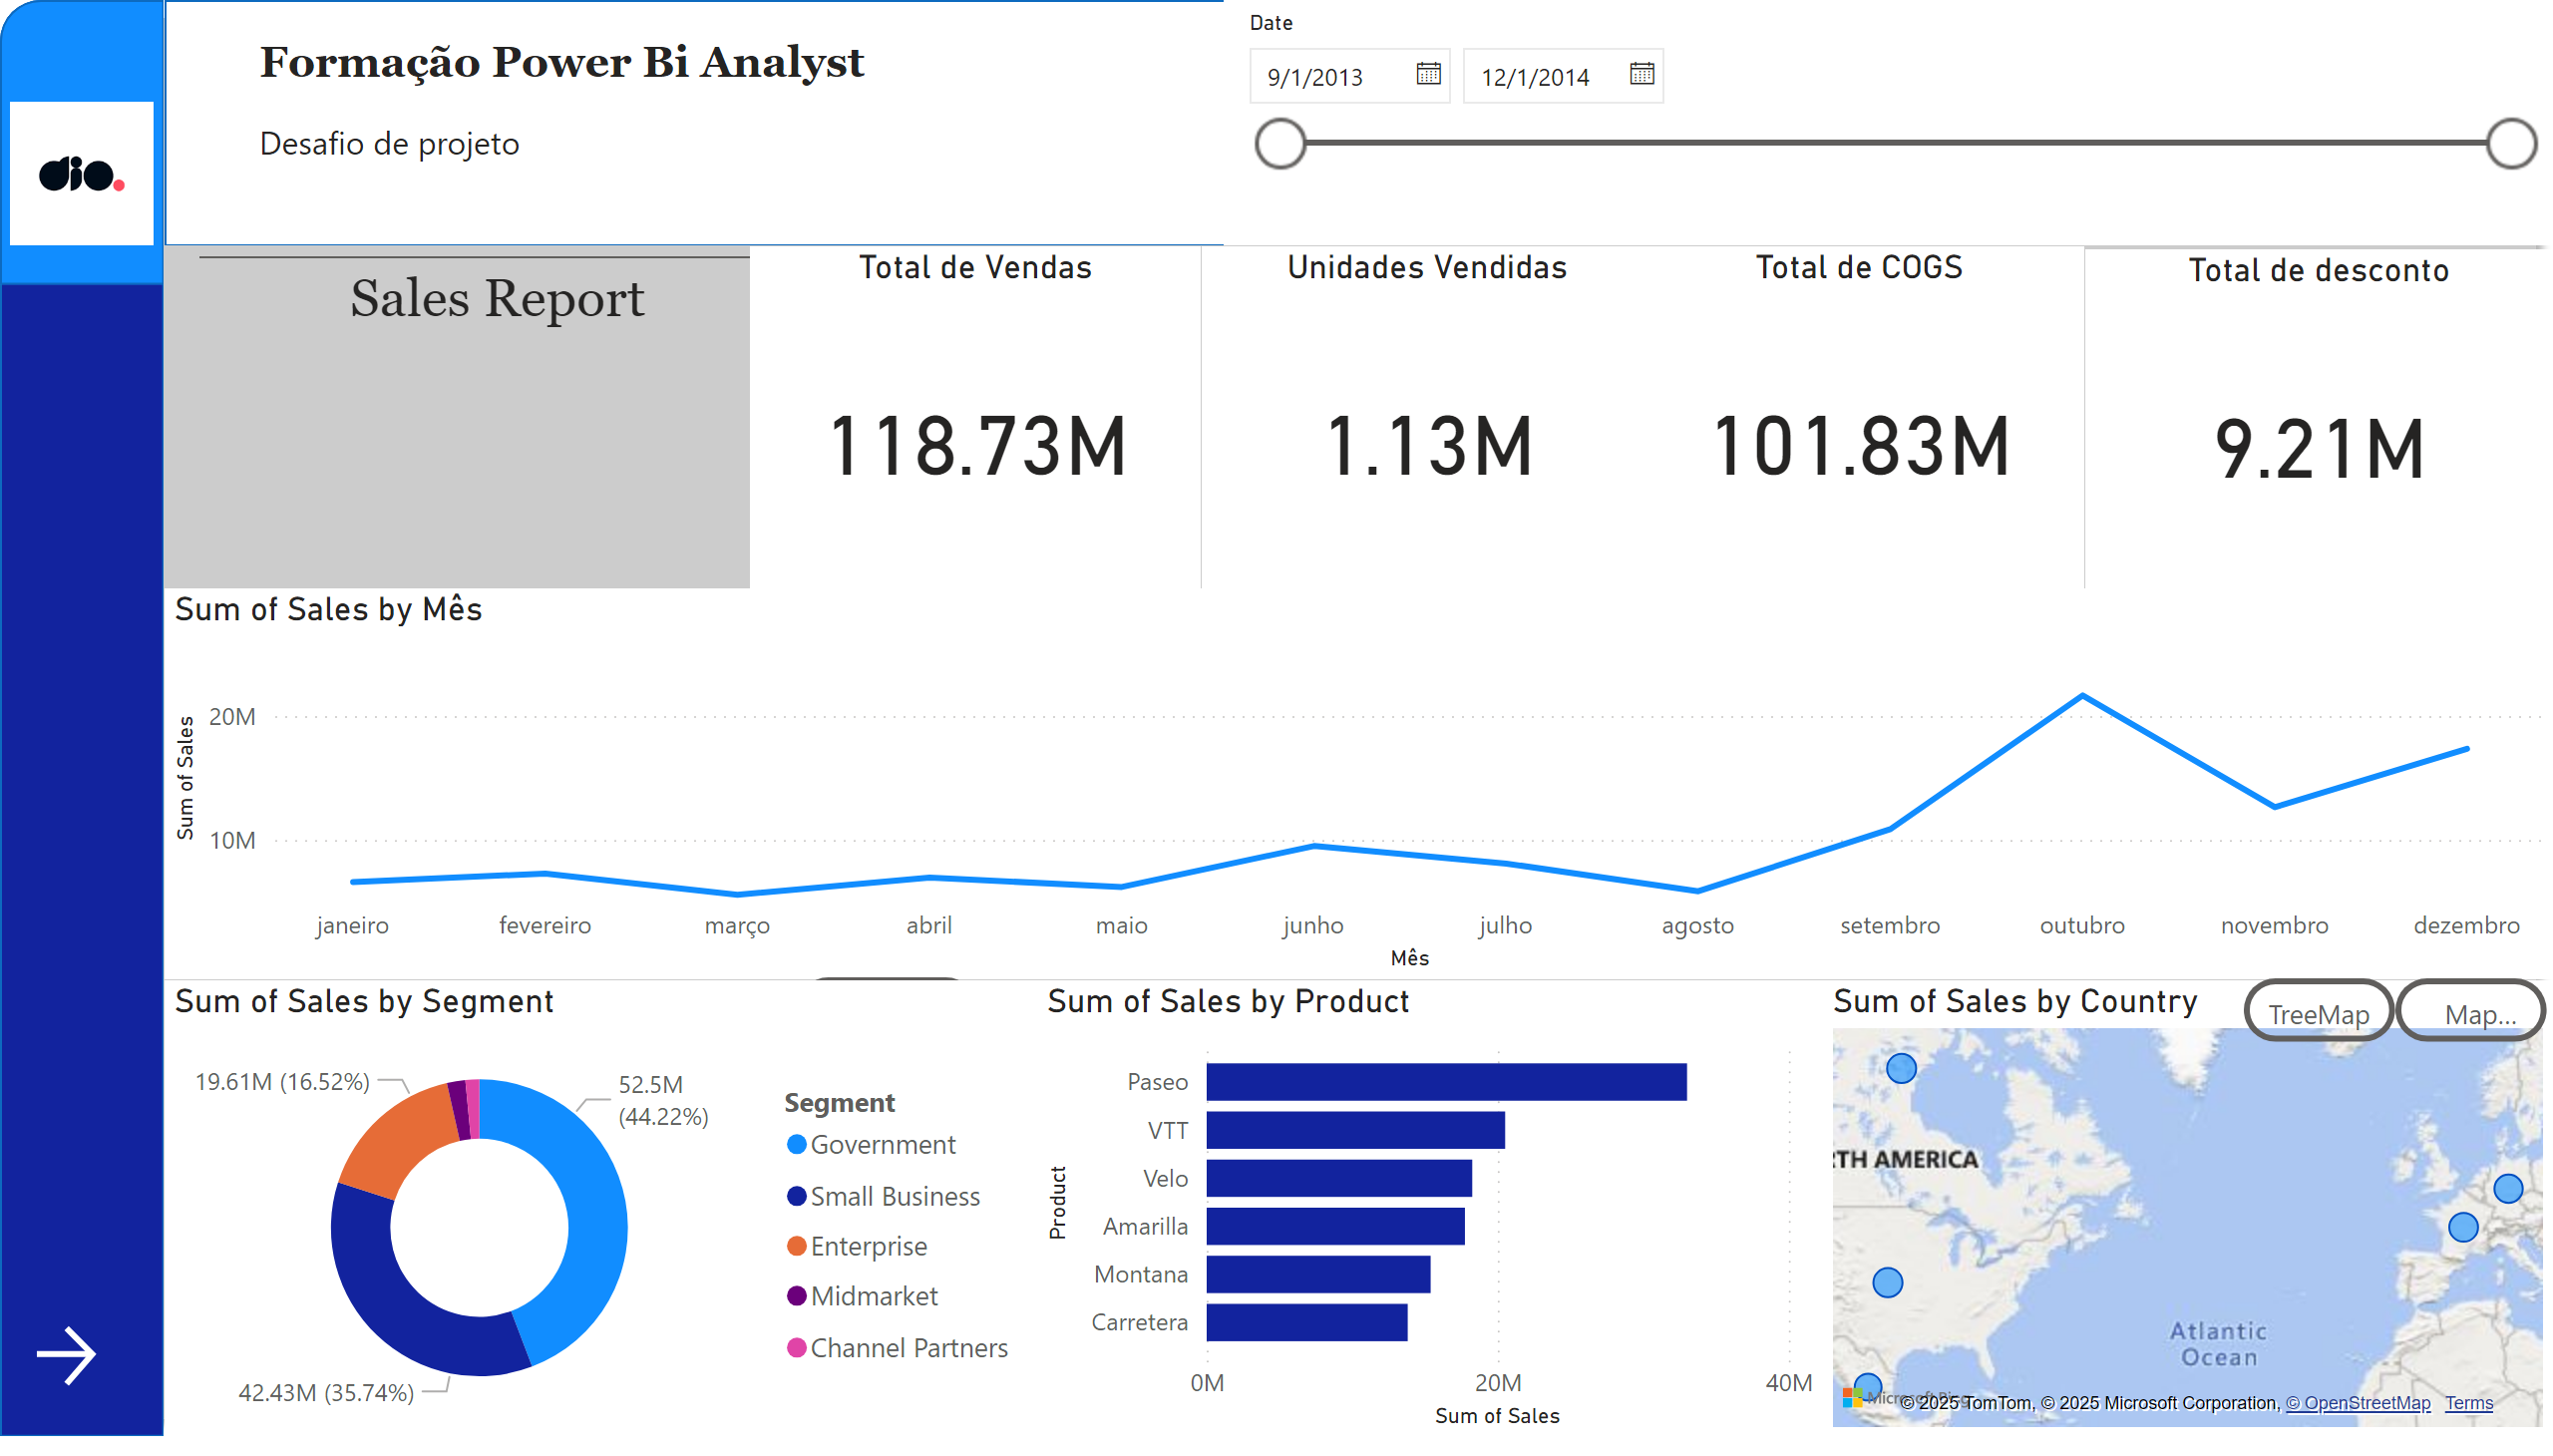 Formação Power Bi Analyst
Desafio de projeto
dio.
Date
9/1/2013
12/1/2014
Sales Report
Total de Vendas
118.73M
Unidades Vendidas
1.13M
Total de COGS
101.83M
Total de desconto
9.21M
Sum of Sales by Mês
Sum of Sales
20M
10M
janeiro
fevereiro
março
abril
maio
junho
julho
agosto
setembro
outubro
novembro
dezembro
Mês
Sum of Sales by Segment
19.61M (16.52%)
52.5M
(44.22%)
42.43M (35.74%)
Segment
Government
Small Business
Enterprise
Midmarket
Channel Partners
Sum of Sales by Product
Product
Paseo
VTT
Velo
Amarilla
Montana
Carretera
0M
20M
40M
Sum of Sales
Sum of Sales by Country
TreeMap
Map...
TH AMERICA
Atlantic
Ocean
Microsoft Bing
© 2025 TomTom, © 2025 Microsoft Corporation, © OpenStreetMap Terms